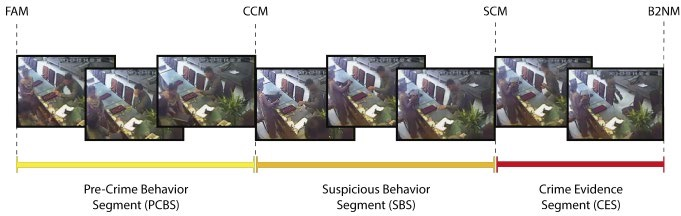 FAM CCM SCM B2NM
Pre-Crime Behavior
Segment (PCBS)
Suspicious Behavior
Segment (SBS)
Crime Evidence
Segment (CES)